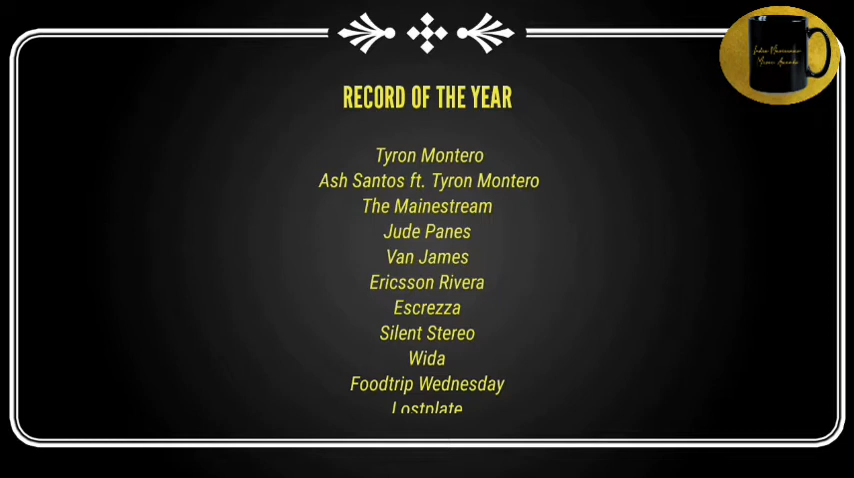 RECORD OF THE YEAR
Tyron Montero
Ash Santos ft. Tyron Montero
The Mainestream
Jude Panes
Van James
Ericsson Rivera
Escrezza
Silent Stereo
Wida
Foodtrip Wednesday
Lostplate